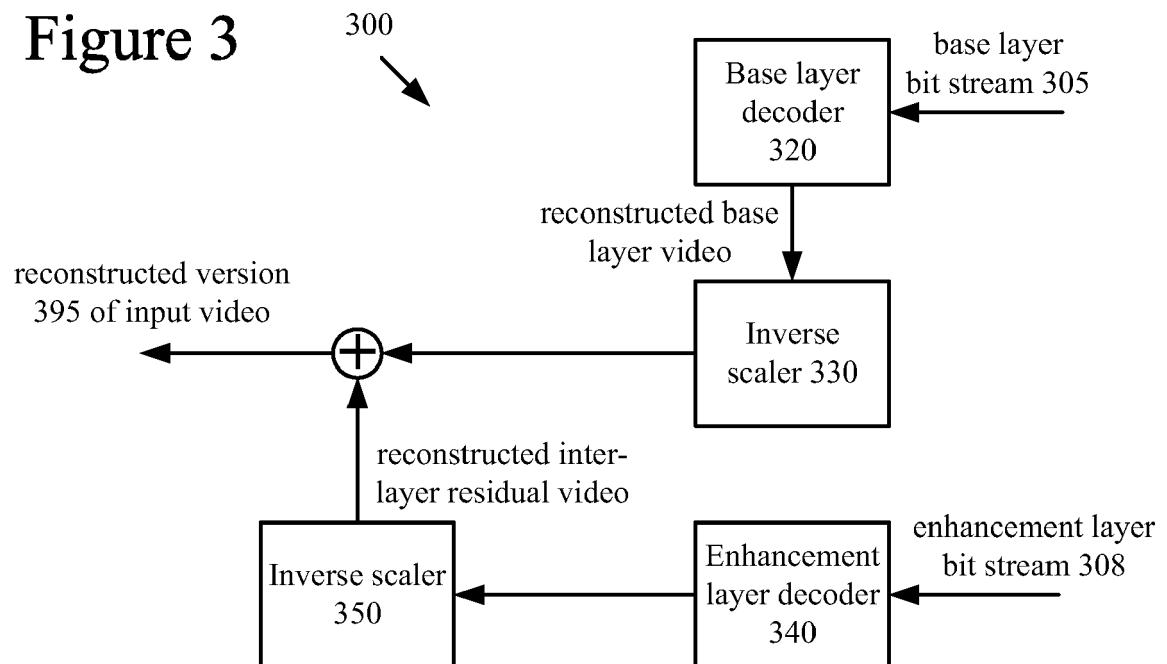 Figure 3
300
Base layer
decoder
320
base layer
bit stream 305
reconstructed base
layer video
reconstructed version
395 of input video
Inverse
scaler 330
reconstructed inter-
layer residual video
Inverse scaler
350
Enhancement
layer decoder
340
enhancement layer
bit stream 308